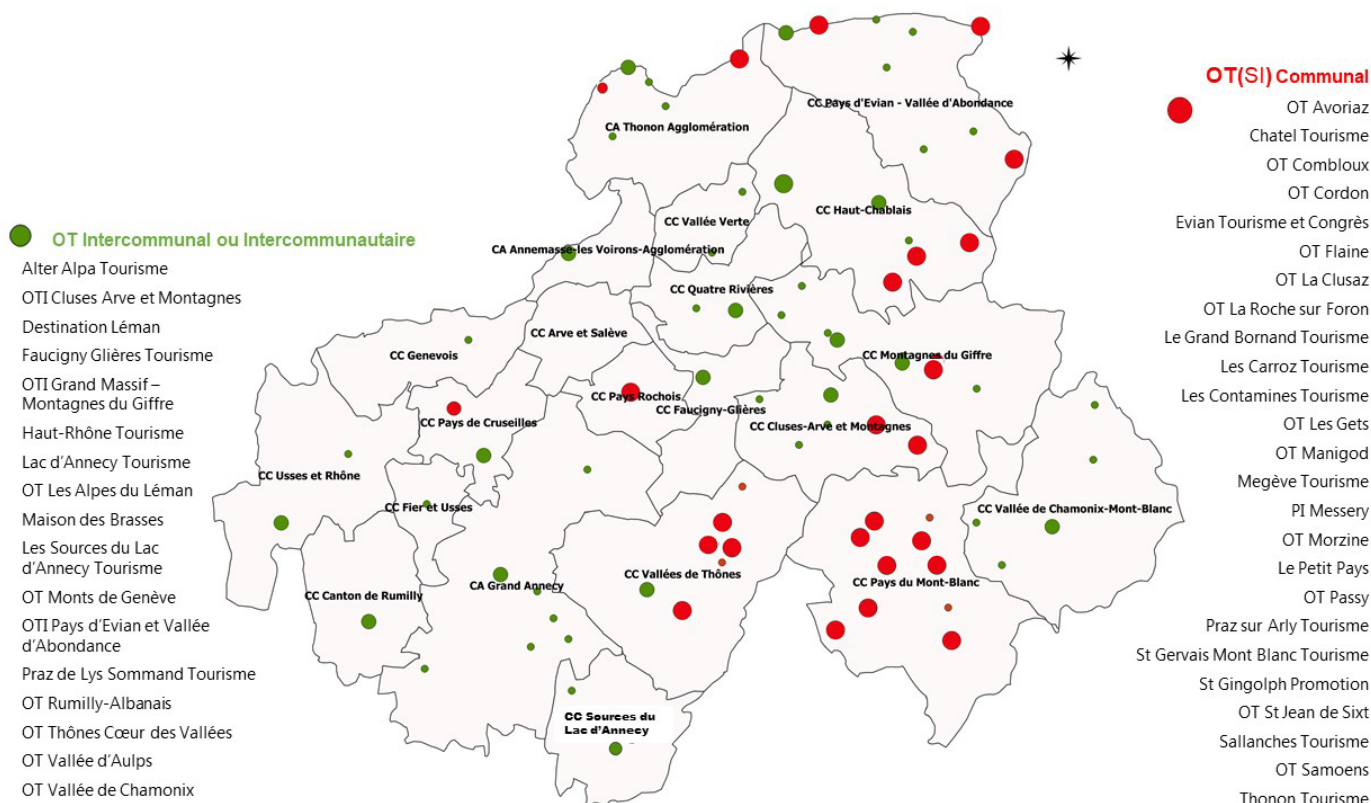 OT(SI) Communal
OT Avoriaz
Chatel Tourisme
OT Combloux
OT Cordon
Evian Tourisme et Congrès
OT Flaine
OT La Clusaz
OT La Roche sur Foron
Le Grand Bornand Tourisme
Les Carroz Tourisme
Les Contamines Tourisme
OT Les Gets
OT Manigod
Megève Tourisme
PI Messery
OT Morzine
Le Petit Pays
OT Passy
Praz sur Arly Tourisme
St Gervais Mont Blanc Tourisme
St Gingolph Promotion
OT St Jean de Sixt
Sallanches Tourisme
OT Samoens
Thonon Tourisme
OT Intercommunal ou Intercommunautaire
Alter Alpa Tourisme
OTI Cluses Arve et Montagnes
Destination Léman
Faucigny Glières Tourisme
OTI Grand Massif –
Montagnes du Giffre
Haut-Rhône Tourisme
Lac d'Annecy Tourisme
OT Les Alpes du Léman
Maison des Brasses
Les Sources du Lac
d'Annecy Tourisme
OT Monts de Genève
OTI Pays d'Evian et Vallée
d'Abondance
Praz de Lys Sommand Tourisme
OT Rumilly-Albanais
OT Thônes Cœur des Vallées
OT Vallée d'Aulps
OT Vallée de Chamonix
CC Pays d'Evian - Vallée d'Abondance
CA Thonon Agglomération
CC Haut-Chablais
CC Vallée Verte
CA Annemasse-les Voirons-Agglomération
CC Quatre Rivières
CC Arve et Salève
CC Genevois
CC Montagnes du Giffre
CC Pays Rochois
CC Faucigny-Glières
CC Pays de Cruseilles
CC Cluses-Arve et Montagnes
CC Usses et Rhône
CC Fier et Usses
CC Vallée de Chamonix-Mont-Blanc
CC Vallées de Thônes
CC Pays du Mont-Blanc
CA Grand Annecy
CC Canton de Rumilly
CC Sources du
Lac d'Annecy